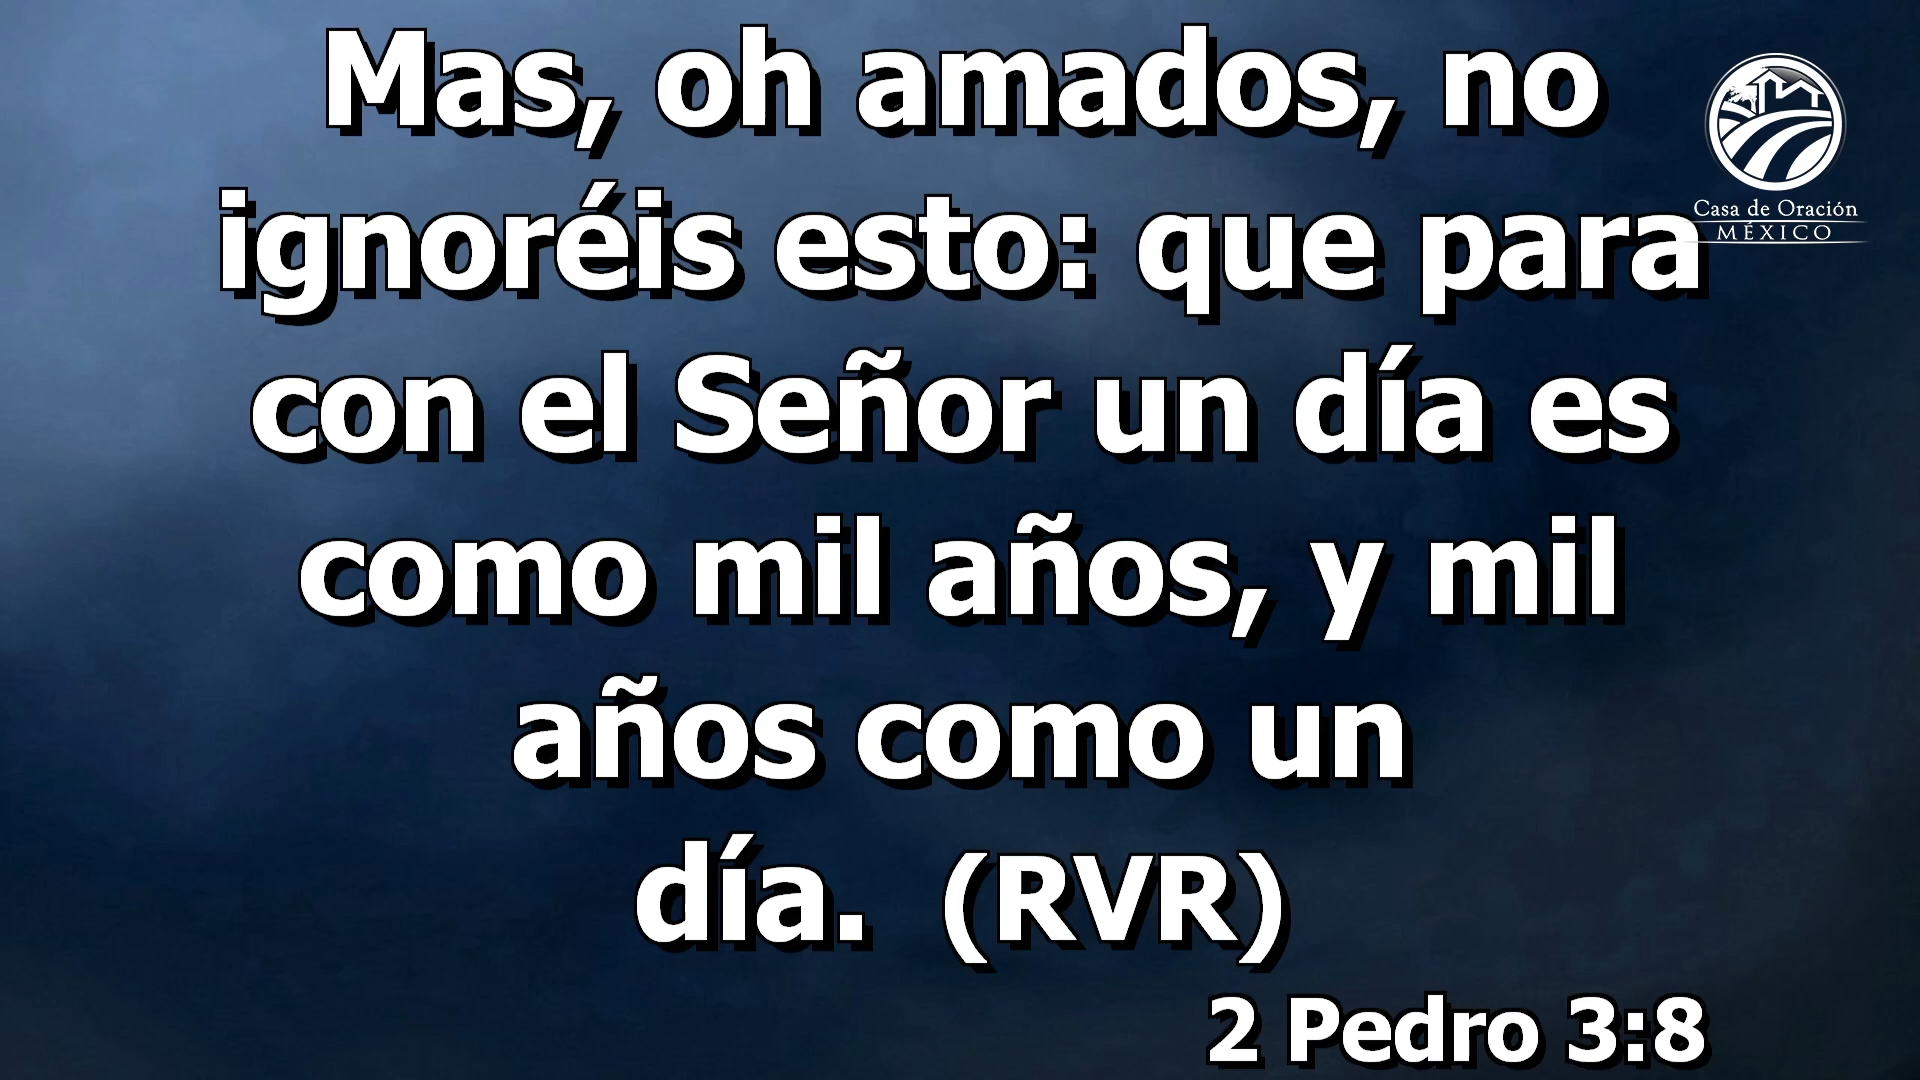 Mas, oh amados, no
ignoréis esto: que para
con el Señor un día es
como mil años, y mil
años como un
día. (RVR)
2 Pedro 3:8
Casa de Oración
MÉXICO